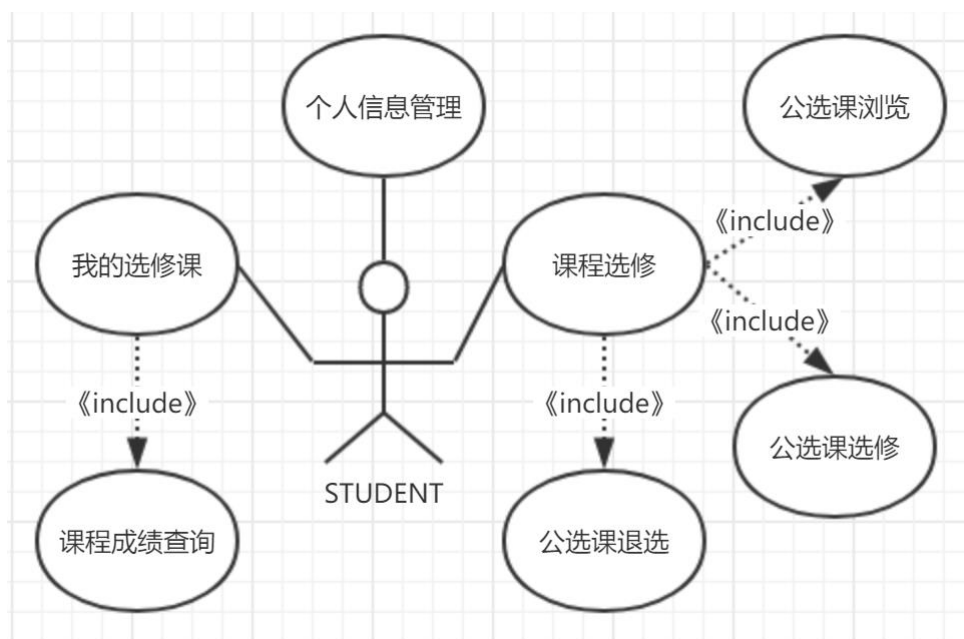 个人信息管理
公选课浏览
《include》
我的选修课
课程选修
《include》
《include》
《include》
公选课选修
STUDENT
课程成绩查询
公选课退选